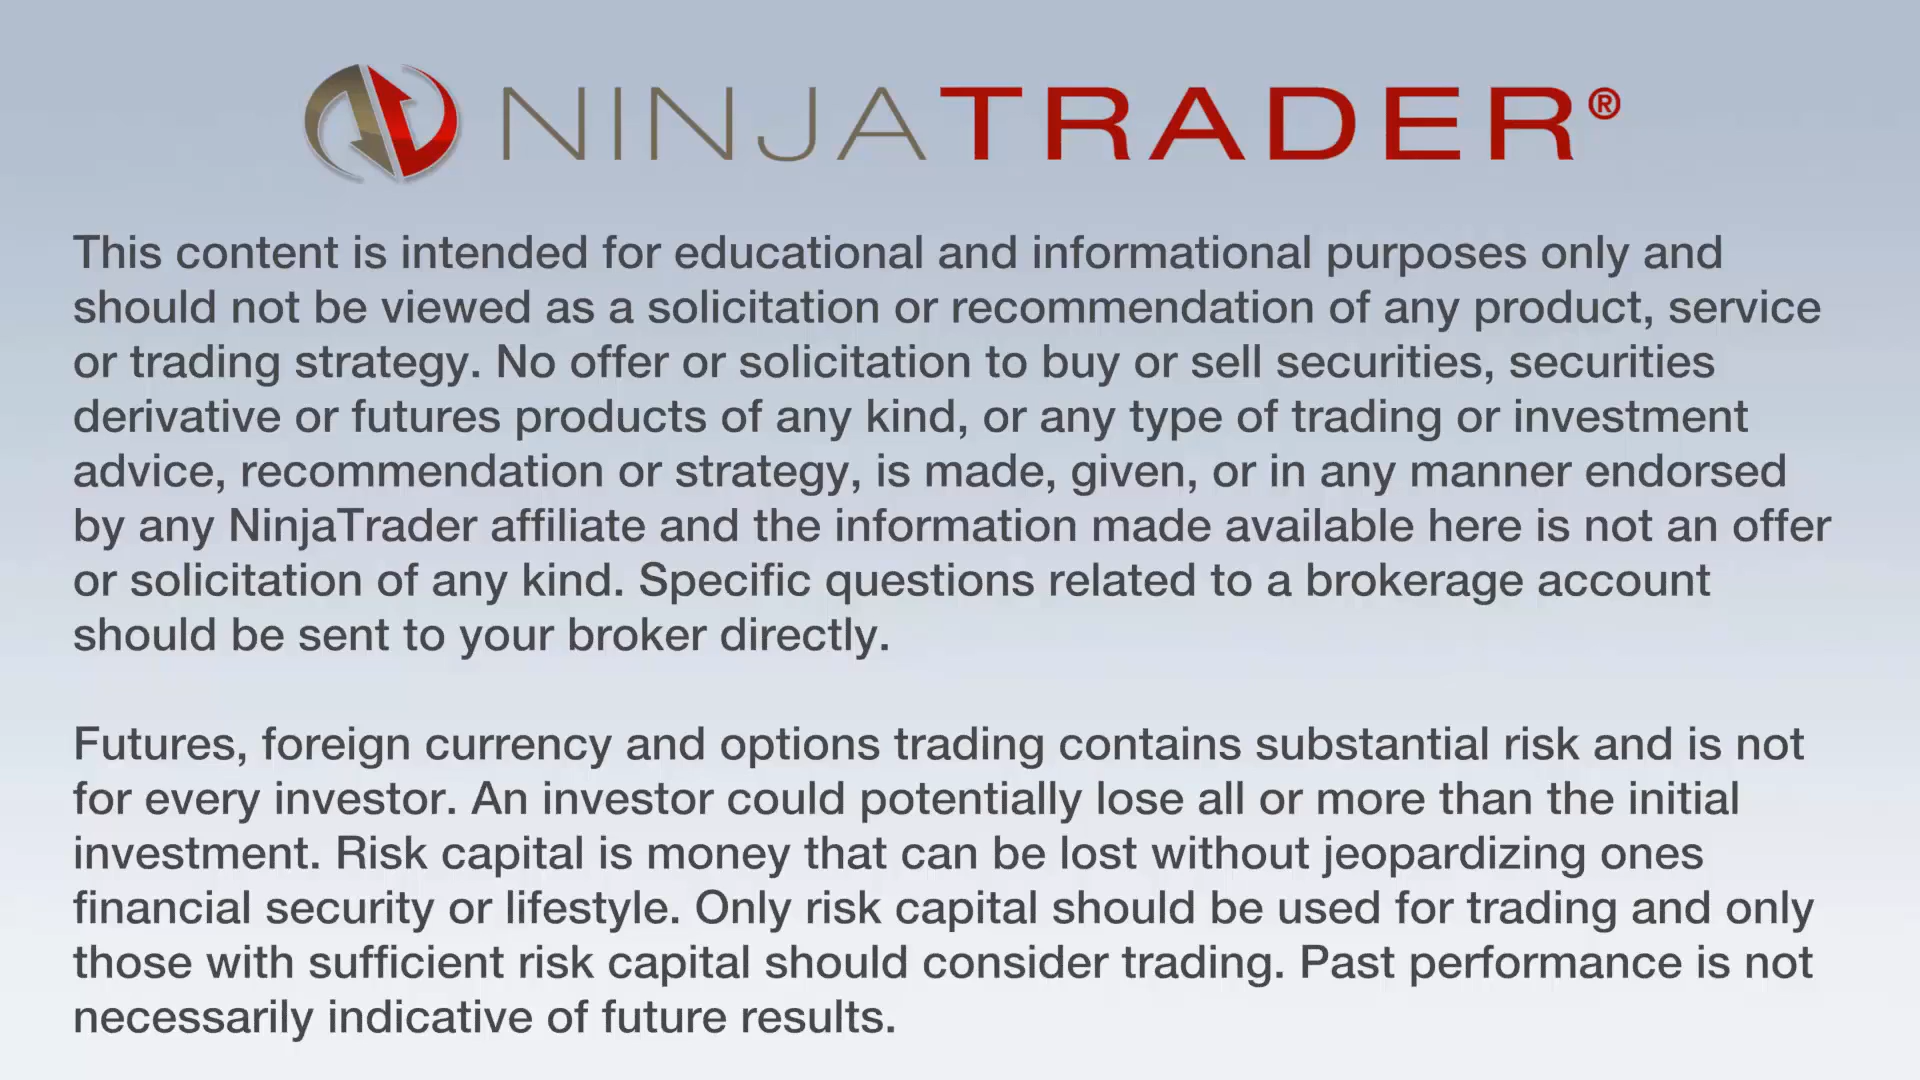 NINJATRADER®
This content is intended for educational and informational purposes only and
should not be viewed as a solicitation or recommendation of any product, service
or trading strategy. No offer or solicitation to buy or sell securities, securities
derivative or futures products of any kind, or any type of trading or investment
advice, recommendation or strategy, is made, given, or in any manner endorsed
by any NinjaTrader affiliate and the information made available here is not an offer
or solicitation of any kind. Specific questions related to a brokerage account
should be sent to your broker directly.
Futures, foreign currency and options trading contains substantial risk and is not
for every investor. An investor could potentially lose all or more than the initial
investment. Risk capital is money that can be lost without jeopardizing ones
financial security or lifestyle. Only risk capital should be used for trading and only
those with sufficient risk capital should consider trading. Past performance is not
necessarily indicative of future results.